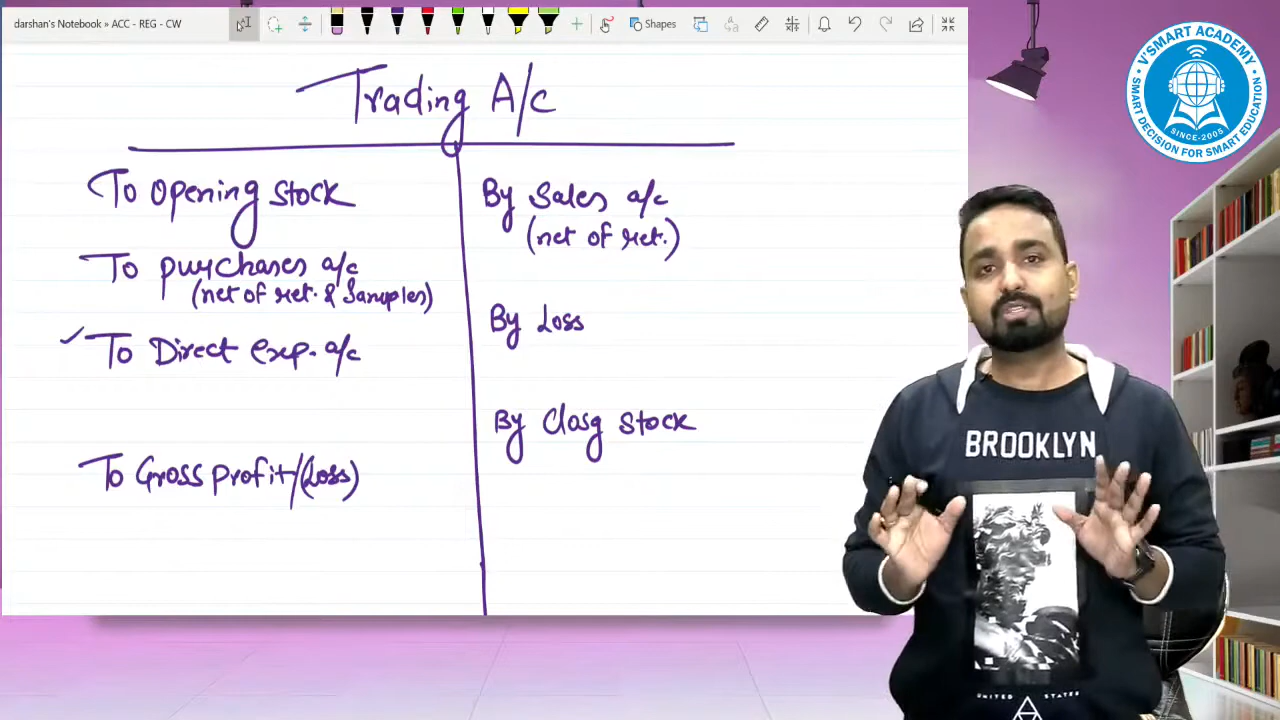 darshan's Notebook » ACC - REG - CW
Shapes
Trading A/c
To Opening Stock
To purchases a/c
(net of ret. & Samples)
To Direct exp. a/c
To Gross profit/(Loss)
By Sales a/c
(net of ret.)
By Loss
By Closg Stock
V'SMART ACADEMY
SINCE-2005
SMART DECISION FOR SMART EDUCATION
BROOKLYN
UNITED STATES